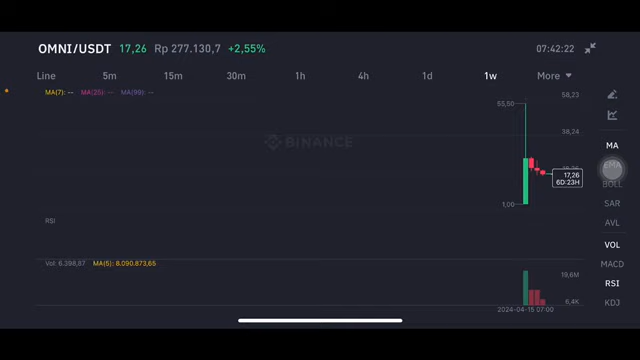 OMNI/USDT 17,26 Rp 277.130,7 +2,55% 07:42:22
Line 5m 15m 30m 1h 4h 1d 1w More
MA(7): -- MA(25): -- MA(99): --
58,23
55,50
BINANCE
38,24
MA
EMA
17,26
6D:23H
BOLL
1,00
SAR
RSI
AVL
VOL
Vol: 6.398,87 MA(5): 8.090.873,65
MACD
19,6M
RSI
6,4K
KDJ
2024-04-15 07:00